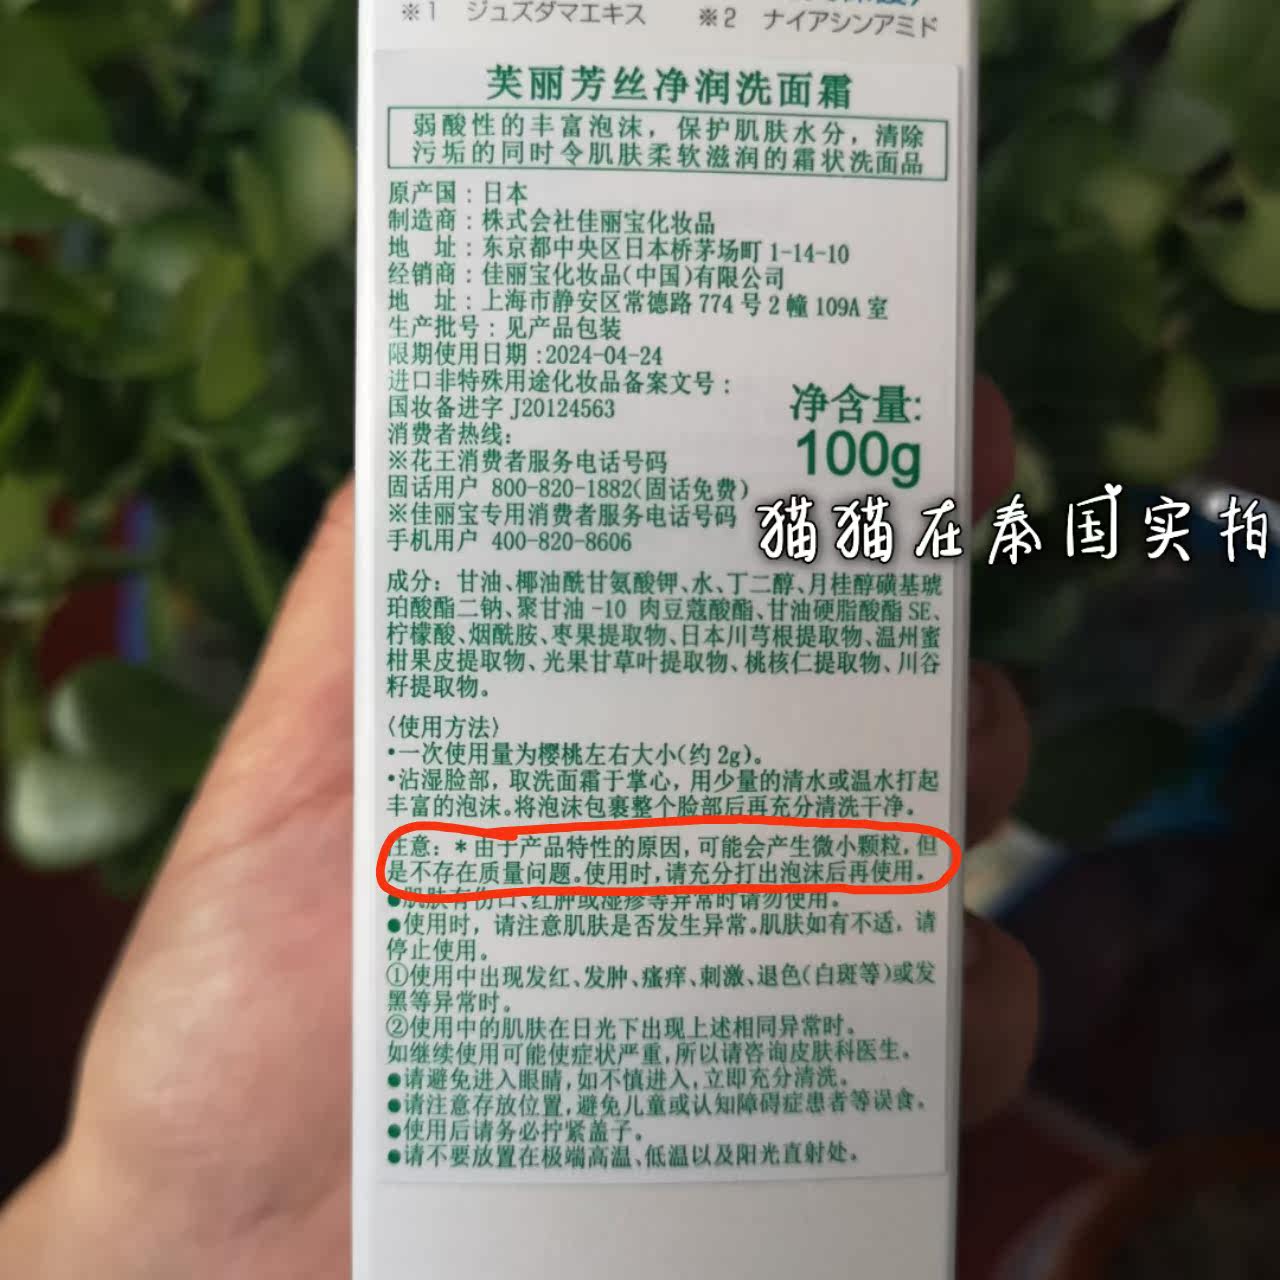 ※1 ジュズダマエキス ※2 ナイアシンアミド
芙丽芳丝净润洗面霜
弱酸性的丰富泡沫，保护肌肤水分，清除
污垢的同时令肌肤柔软滋润的霜状洗面品
原产国：日本
制造商：株式会社佳丽宝化妆品
地 址：东京都中央区日本桥茅场町 1-14-10
经销商：佳丽宝化妆品(中国)有限公司
地 址：上海市静安区常德路 774 号 2 幢 109A 室
生产批号：见产品包装
限期使用日期:2024-04-24
进口非特殊用途化妆品备案文号：
国妆备进字 J20124563
消费者热线：
※花王消费者服务电话号码
固话用户 800-820-1882(固话免费)
※佳丽宝专用消费者服务电话号码
手机用户 400-820-8606
净含量:
100g
猫猫在泰国实拍
成分：甘油、椰油酰甘氨酸钾、水、丁二醇、月桂醇磺基琥
珀酸酯二钠、聚甘油-10 肉豆蔻酸酯、甘油硬脂酸酯 SE、
柠檬酸、烟酰胺、枣果提取物、日本川芎根提取物、温州蜜
柑果皮提取物、光果甘草叶提取物、桃核仁提取物、川谷
籽提取物。
〈使用方法〉
•一次使用量为樱桃左右大小(约 2g)。
•沾湿脸部，取洗面霜于掌心，用少量的清水或温水打起
丰富的泡沫。将泡沫包裹整个脸部后再充分清洗干净。
注意：*由于产品特性的原因，可能会产生微小颗粒，但
是不存在质量问题。使用时，请充分打出泡沫后再使用。
●肌肤有伤口、红肿或湿疹等异常时请勿使用。
●使用时，请注意肌肤是否发生异常。肌肤如有不适，请
停止使用。
①使用中出现发红、发肿、瘙痒、刺激、退色(白斑等)或发
黑等异常时。
②使用中的肌肤在日光下出现上述相同异常时。
如继续使用可能使症状严重，所以请咨询皮肤科医生。
●请避免进入眼睛，如不慎进入，立即充分清洗。
●请注意存放位置，避免儿童或认知障碍症患者等误食。
●使用后请务必拧紧盖子。
●请不要放置在极端高温、低温以及阳光直射处。